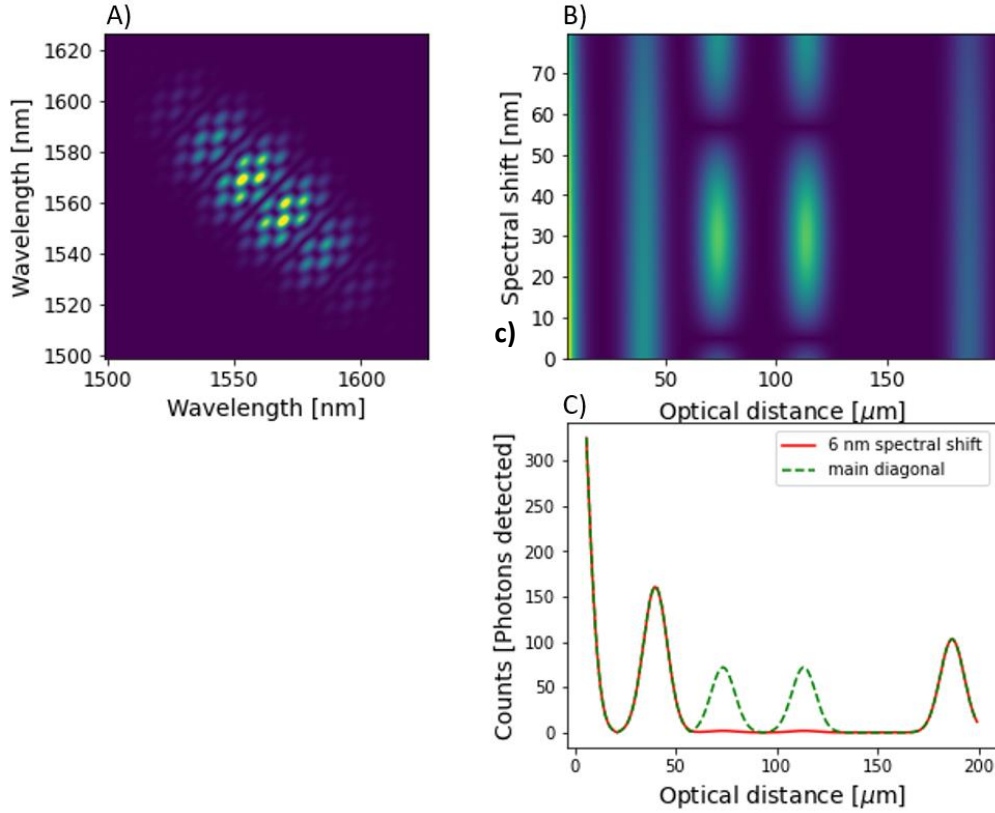 A)
1620
1600
1580
1560
1540
1520
1500
Wavelength [nm]
1500
1550
1600
Wavelength [nm]
B)
70
60
50
40
30
20
10
0
Spectral shift [nm]
50
100
150
Optical distance [μm]
c)
C)
300
250
200
150
100
50
0
Counts [Photons detected]
6 nm spectral shift
main diagonal
0
50
100
150
200
Optical distance [μm]